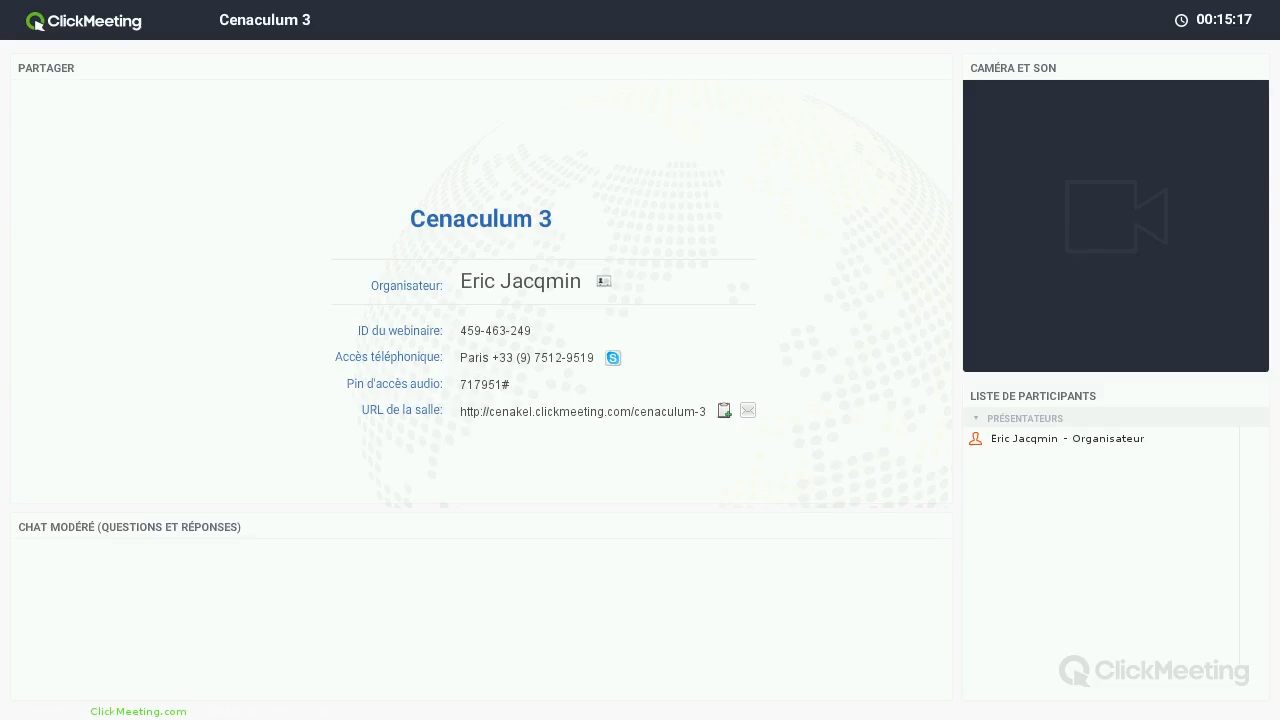 ClickMeeting
Cenaculum 3
00:15:17
PARTAGER
Cenaculum 3
Organisateur: Eric Jacqmin
ID du webinaire: 459-463-249
Accès téléphonique: Paris +33 (9) 7512-9519
Pin d'accès audio: 717951#
URL de la salle: http://cenakel.clickmeeting.com/cenaculum-3
CHAT MODÉRÉ (QUESTIONS ET RÉPONSES)
CAMÉRA ET SON
LISTE DE PARTICIPANTS
PRÉSENTATEURS
Eric Jacqmin - Organisateur
ClickMeeting
ClickMeeting.com